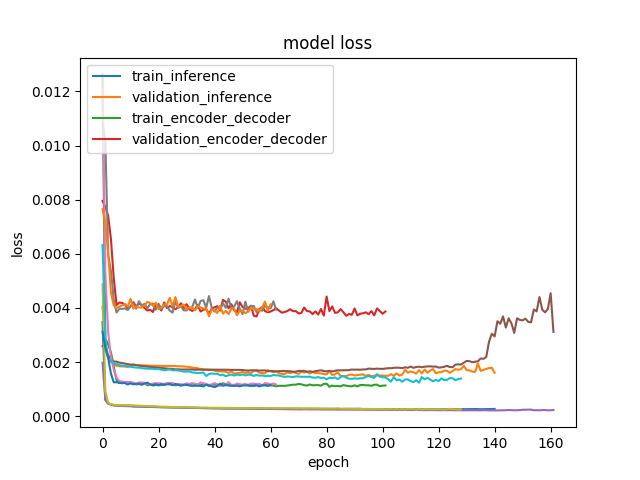 model loss
train_inference
validation_inference
train_encoder_decoder
validation_encoder_decoder
loss
0.012
0.010
0.008
0.006
0.004
0.002
0.000
0 20 40 60 80 100 120 140 160
epoch